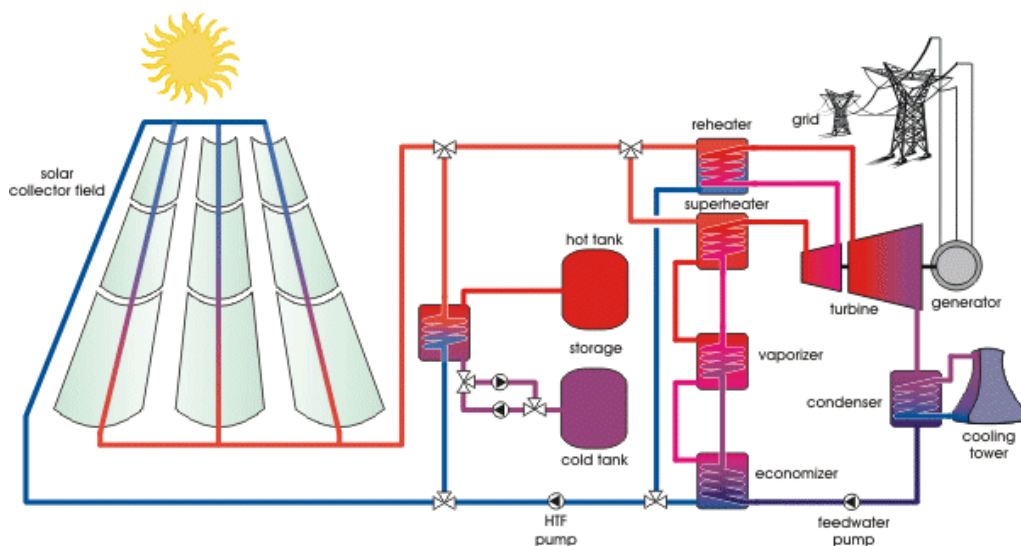 solar
collector field
reheater
grid
superheater
hot tank
storage
cold tank
vaporizer
economizer
turbine
generator
condenser
cooling
tower
HTF
pump
feedwater
pump